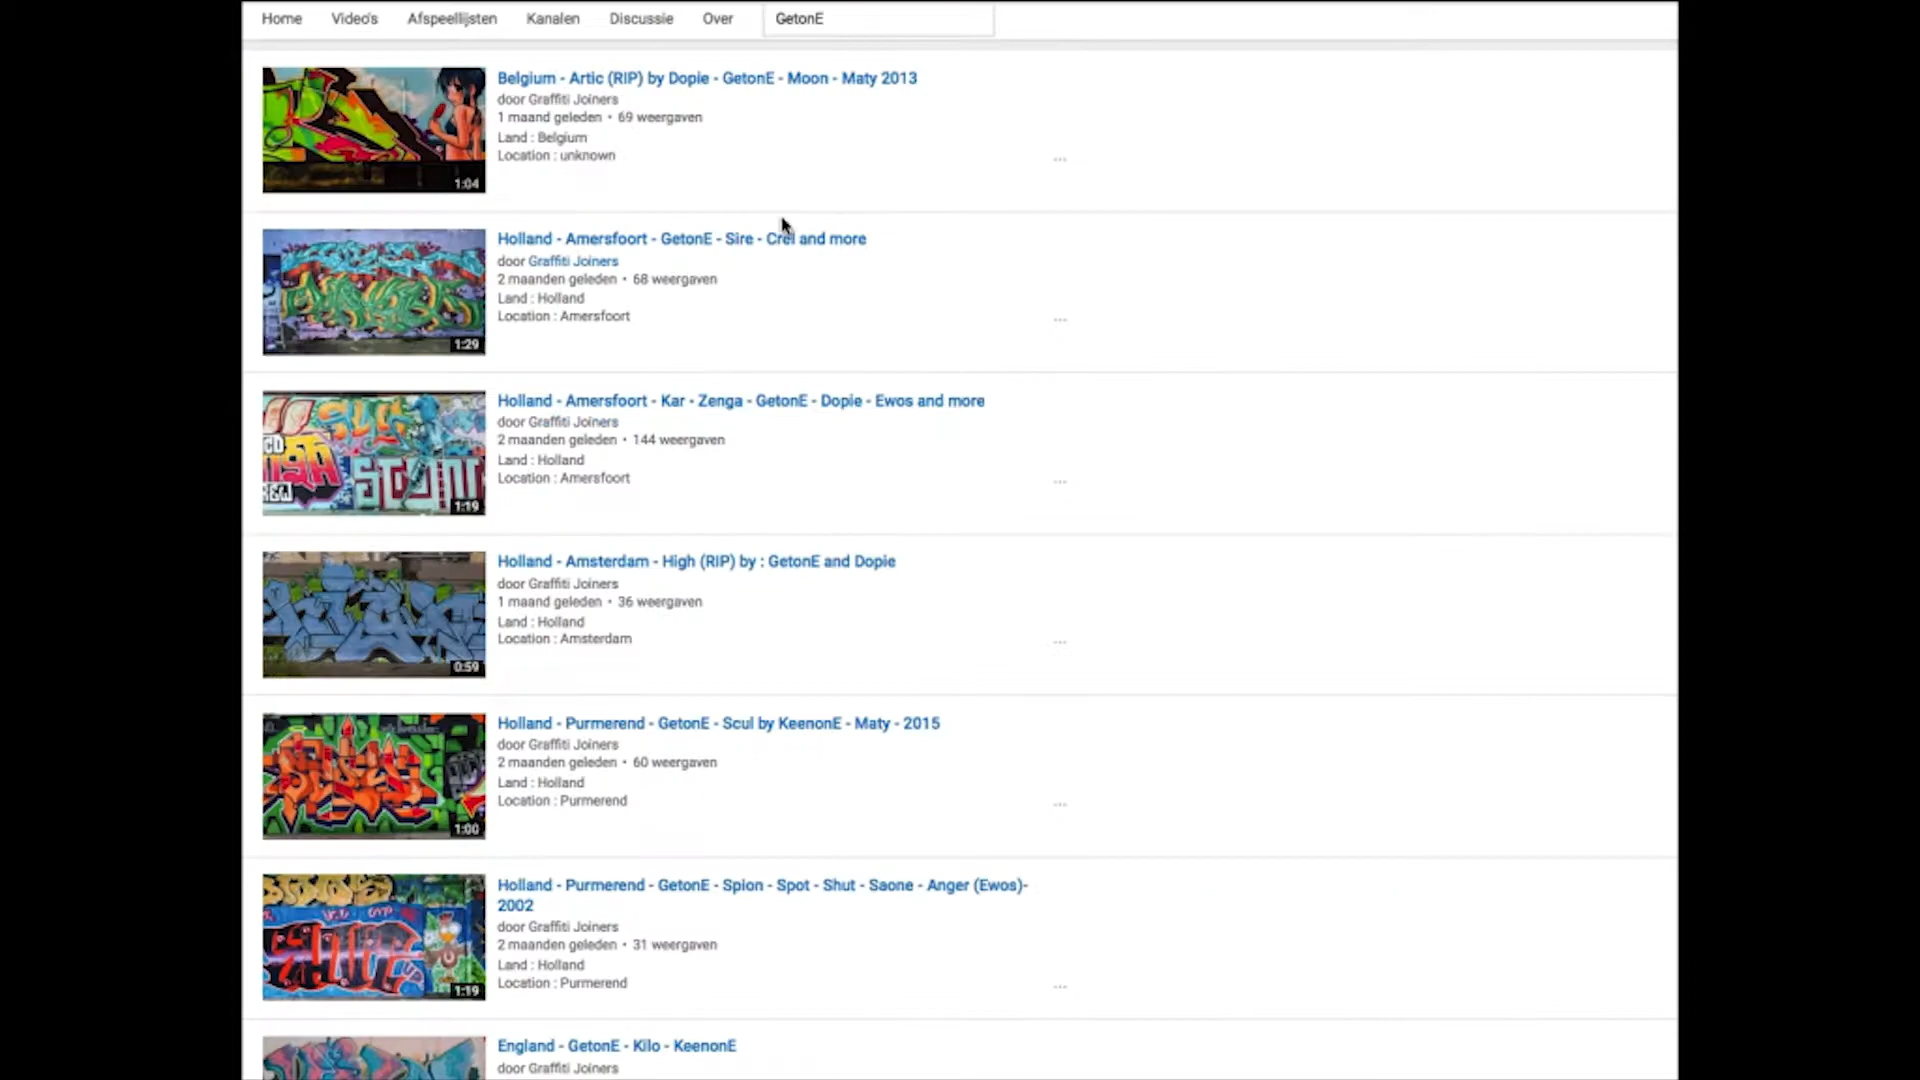 Home Video's Afspeellijsten Kanalen Discussie Over GetonE
Belgium - Artic (RIP) by Dopie - GetonE - Moon - Maty 2013
door Graffiti Joiners
1 maand geleden • 69 weergaven
Land : Belgium
Location : unknown
...
1:04
Holland - Amersfoort - GetonE - Sire - Crel and more
door Graffiti Joiners
2 maanden geleden • 68 weergaven
Land : Holland
Location : Amersfoort
...
1:29
Holland - Amersfoort - Kar - Zenga - GetonE - Dopie - Ewos and more
door Graffiti Joiners
2 maanden geleden • 144 weergaven
Land : Holland
Location : Amersfoort
...
1:19
Holland - Amsterdam - High (RIP) by : GetonE and Dopie
door Graffiti Joiners
1 maand geleden • 36 weergaven
Land : Holland
Location : Amsterdam
...
0:59
Holland - Purmerend - GetonE - Scul by KeenonE - Maty - 2015
door Graffiti Joiners
2 maanden geleden • 60 weergaven
Land : Holland
Location : Purmerend
...
1:00
Holland - Purmerend - GetonE - Spion - Spot - Shut - Saone - Anger (Ewos)-
2002
door Graffiti Joiners
2 maanden geleden • 31 weergaven
Land : Holland
Location : Purmerend
...
1:19
England - GetonE - Kilo - KeenonE
door Graffiti Joiners